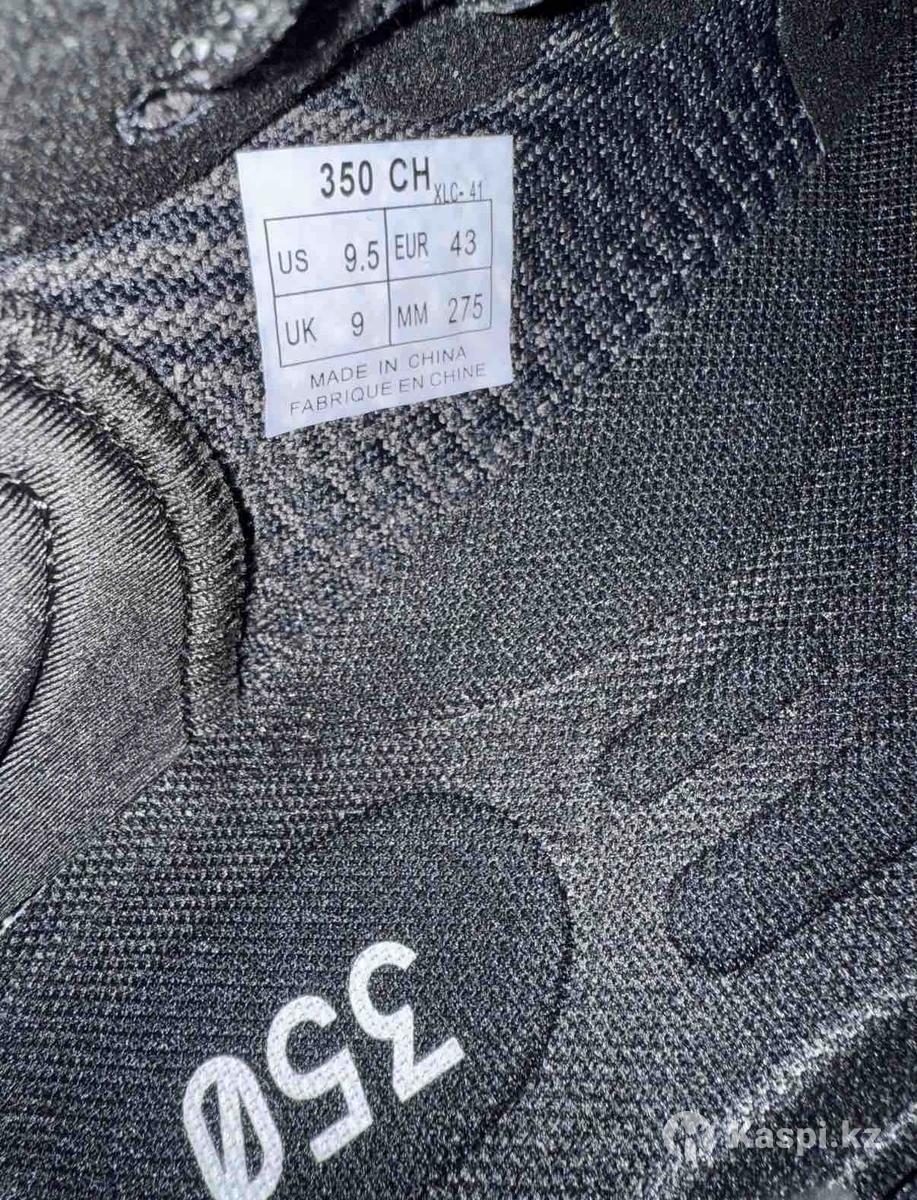 350 CH
XLC- 41
US 9.5 EUR 43
UK 9 MM 275
MADE IN CHINA
FABRIQUE EN CHINE
350
Kaspi.kz